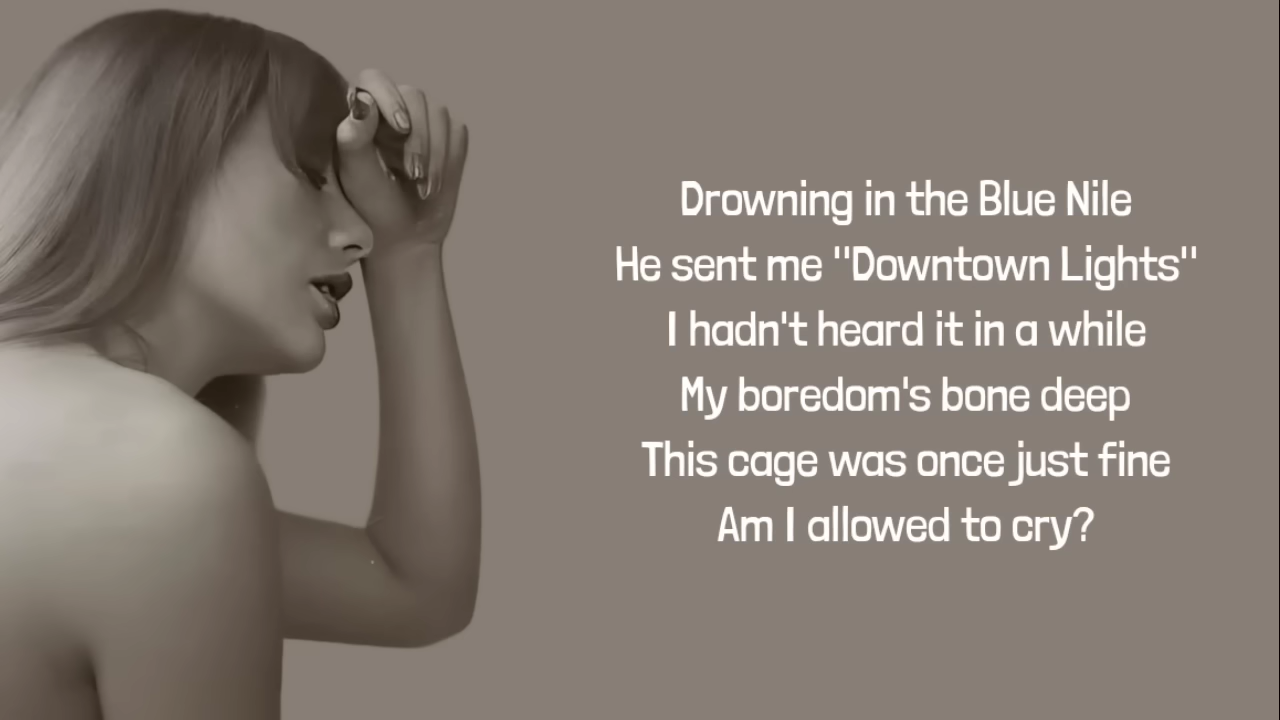 Drowning in the Blue Nile
He sent me "Downtown Lights"
I hadn't heard it in a while
My boredom's bone deep
This cage was once just fine
Am I allowed to cry?